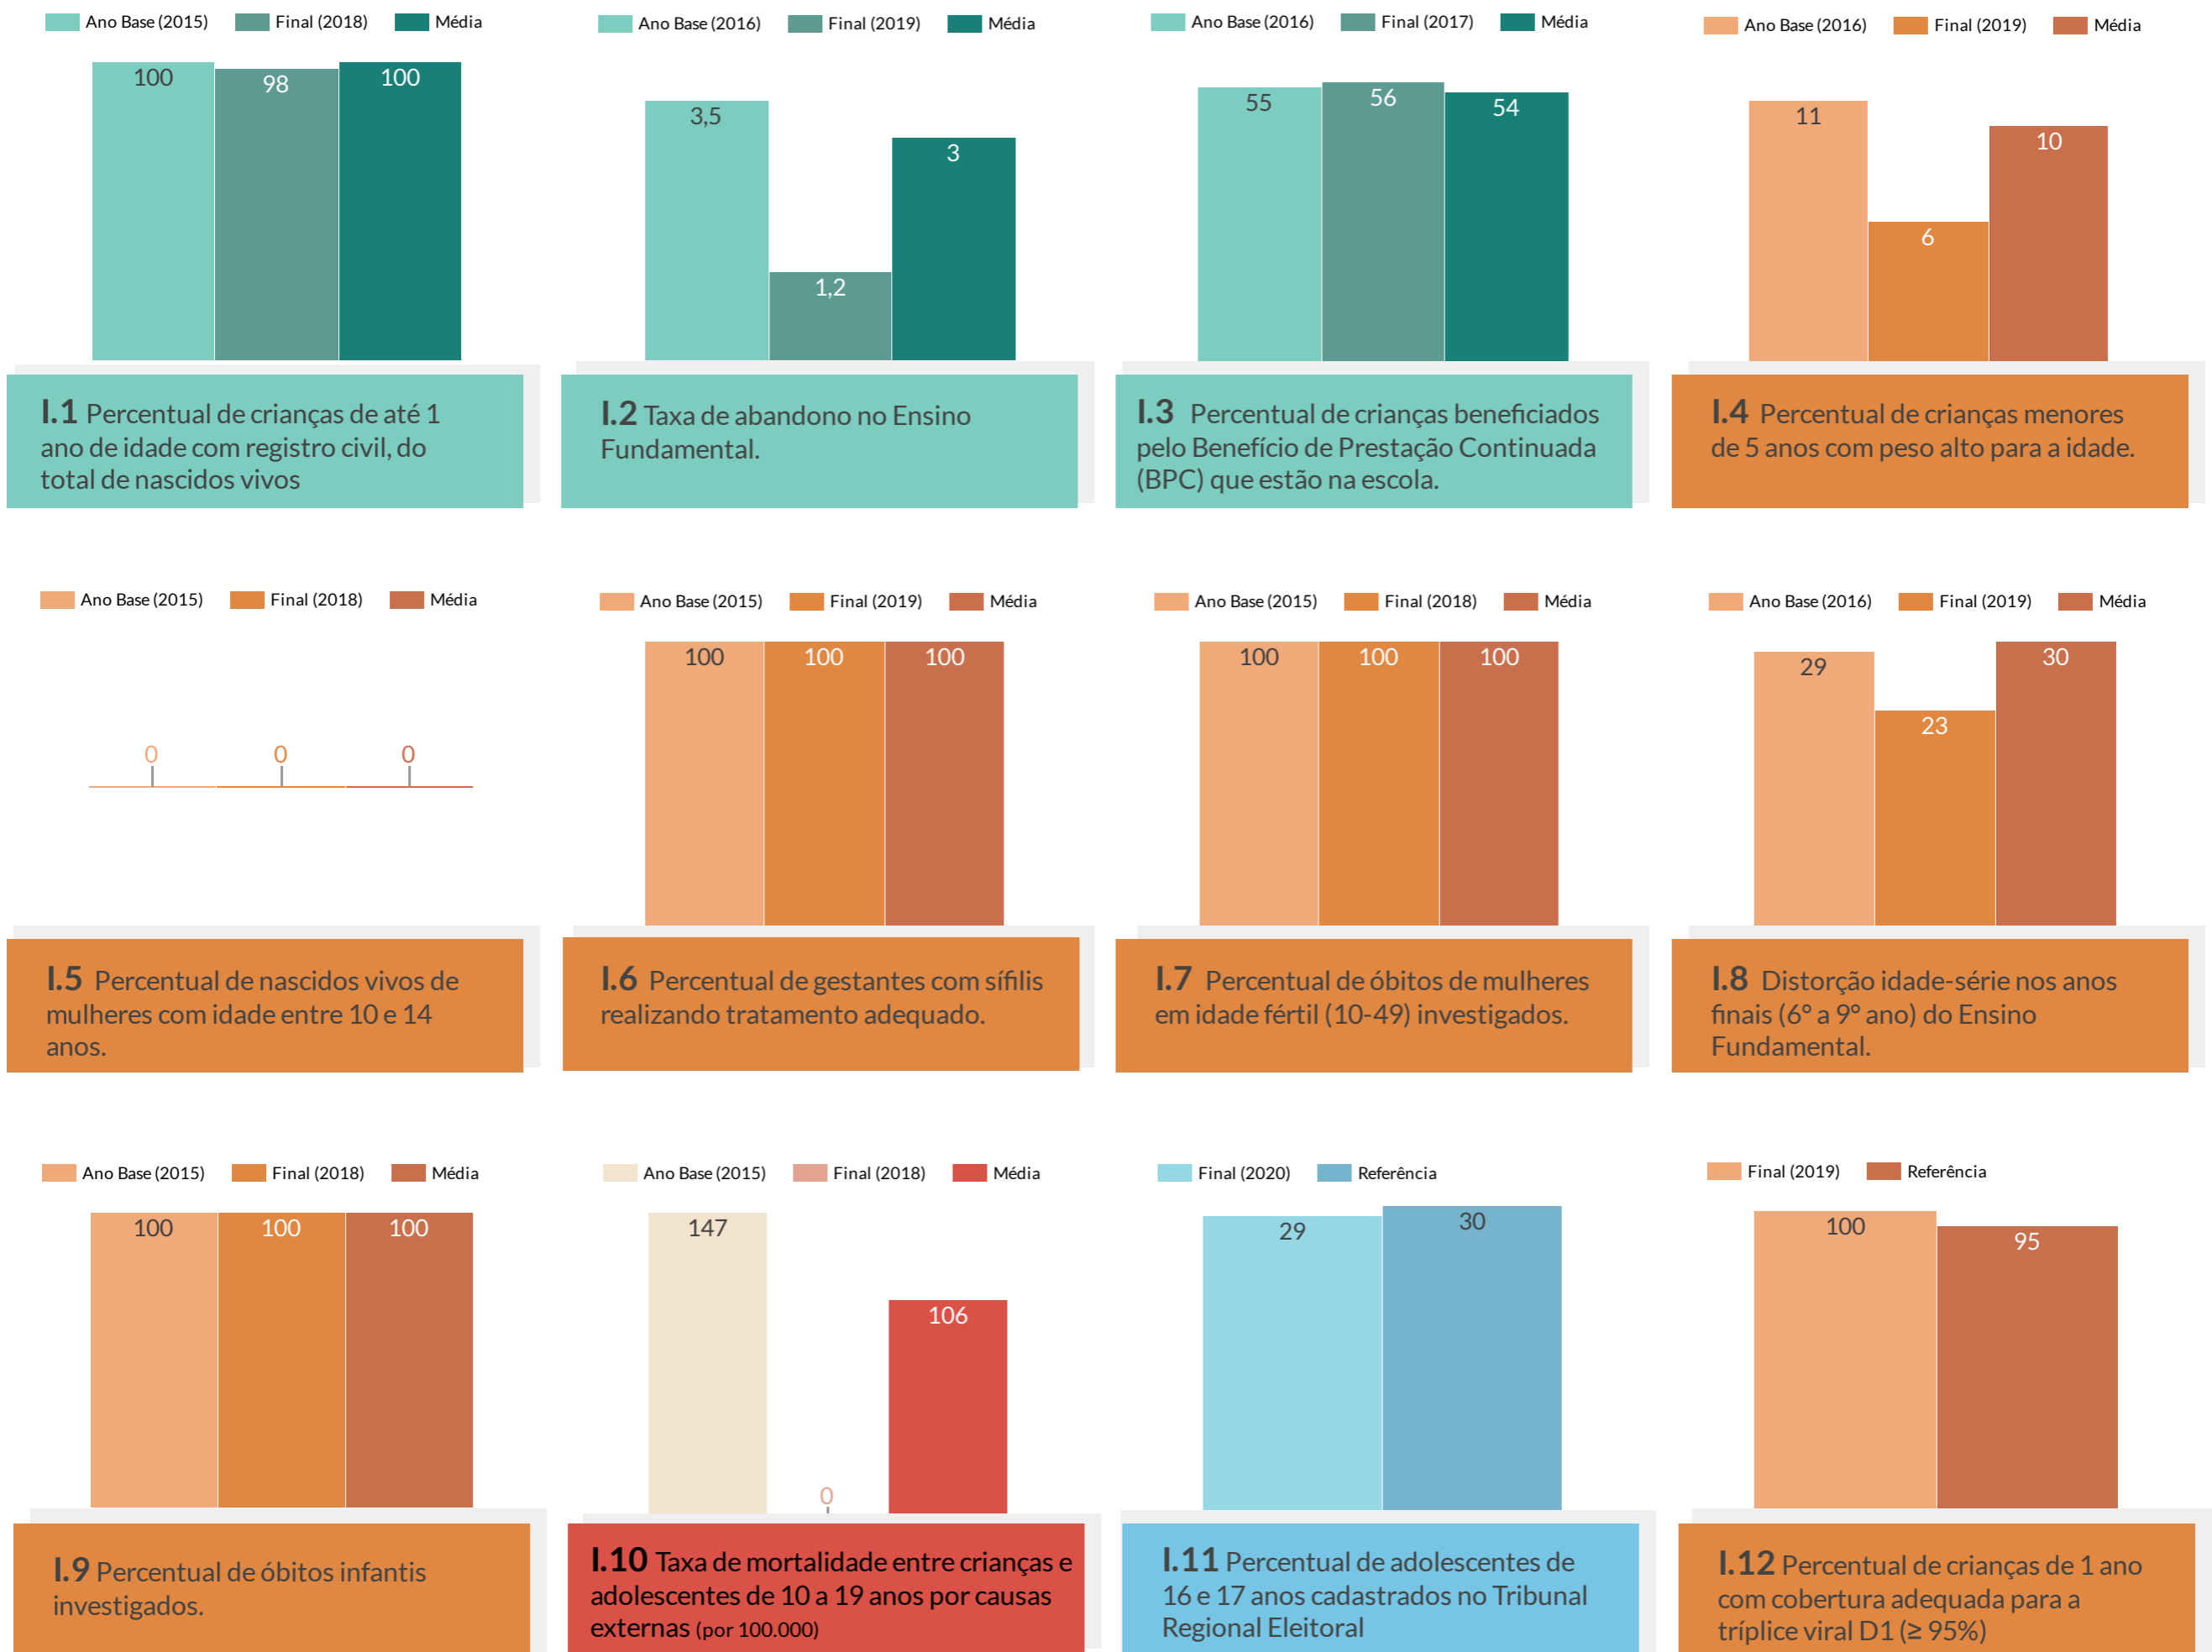 Ano Base (2015) Final (2018) Média
100 98 100
I.1 Percentual de crianças de até 1
ano de idade com registro civil, do
total de nascidos vivos
Ano Base (2016) Final (2019) Média
3,5 1,2 3
I.2 Taxa de abandono no Ensino
Fundamental.
Ano Base (2016) Final (2017) Média
55 56 54
I.3 Percentual de crianças beneficiados
pelo Benefício de Prestação Continuada
(BPC) que estão na escola.
Ano Base (2016) Final (2019) Média
11 6 10
I.4 Percentual de crianças menores
de 5 anos com peso alto para a idade.
Ano Base (2015) Final (2018) Média
0 0 0
I.5 Percentual de nascidos vivos de
mulheres com idade entre 10 e 14
anos.
Ano Base (2015) Final (2019) Média
100 100 100
I.6 Percentual de gestantes com sífilis
realizando tratamento adequado.
Ano Base (2015) Final (2018) Média
100 100 100
I.7 Percentual de óbitos de mulheres
em idade fértil (10-49) investigados.
Ano Base (2016) Final (2019) Média
29 23 30
I.8 Distorção idade-série nos anos
finais (6° a 9° ano) do Ensino
Fundamental.
Ano Base (2015) Final (2018) Média
100 100 100
I.9 Percentual de óbitos infantis
investigados.
Ano Base (2015) Final (2018) Média
147 0 106
I.10 Taxa de mortalidade entre crianças e
adolescentes de 10 a 19 anos por causas
externas (por 100.000)
Final (2020) Referência
29 30
I.11 Percentual de adolescentes de
16 e 17 anos cadastrados no Tribunal
Regional Eleitoral
Final (2019) Referência
100 95
I.12 Percentual de crianças de 1 ano
com cobertura adequada para a
tríplice viral D1 (≥ 95%)